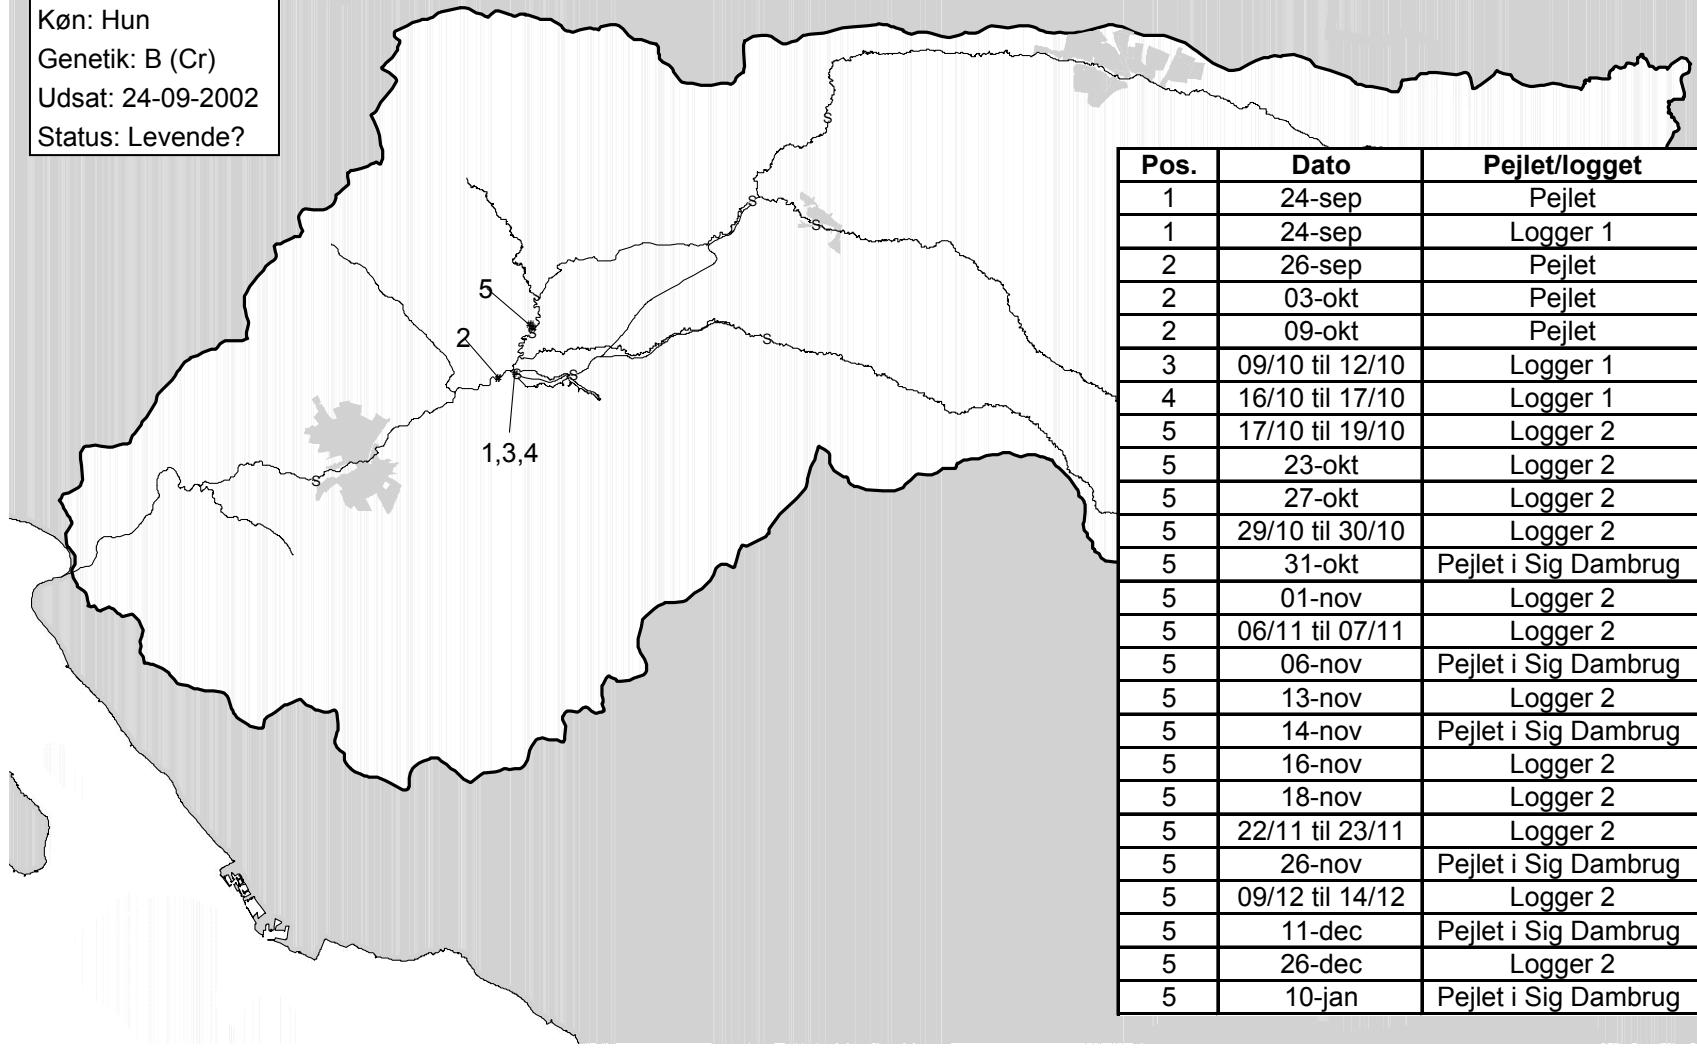 Køn: Hun
Genetik: B (Cr)
Udsat: 24-09-2002
Status: Levende?
Pos. Dato Pejlet/logget
1 24-sep Pejlet
1 24-sep Logger 1
2 26-sep Pejlet
2 03-okt Pejlet
2 09-okt Pejlet
3 09/10 til 12/10 Logger 1
4 16/10 til 17/10 Logger 1
5 17/10 til 19/10 Logger 2
5 23-okt Logger 2
5 27-okt Logger 2
5 29/10 til 30/10 Logger 2
5 31-okt Pejlet i Sig Dambrug
5 01-nov Logger 2
5 06/11 til 07/11 Logger 2
5 06-nov Pejlet i Sig Dambrug
5 13-nov Logger 2
5 14-nov Pejlet i Sig Dambrug
5 16-nov Logger 2
5 18-nov Logger 2
5 22/11 til 23/11 Logger 2
5 26-nov Pejlet i Sig Dambrug
5 09/12 til 14/12 Logger 2
5 11-dec Pejlet i Sig Dambrug
5 26-dec Logger 2
5 10-jan Pejlet i Sig Dambrug
S
S
S
5
S
2
S
S
S
1,3,4
S